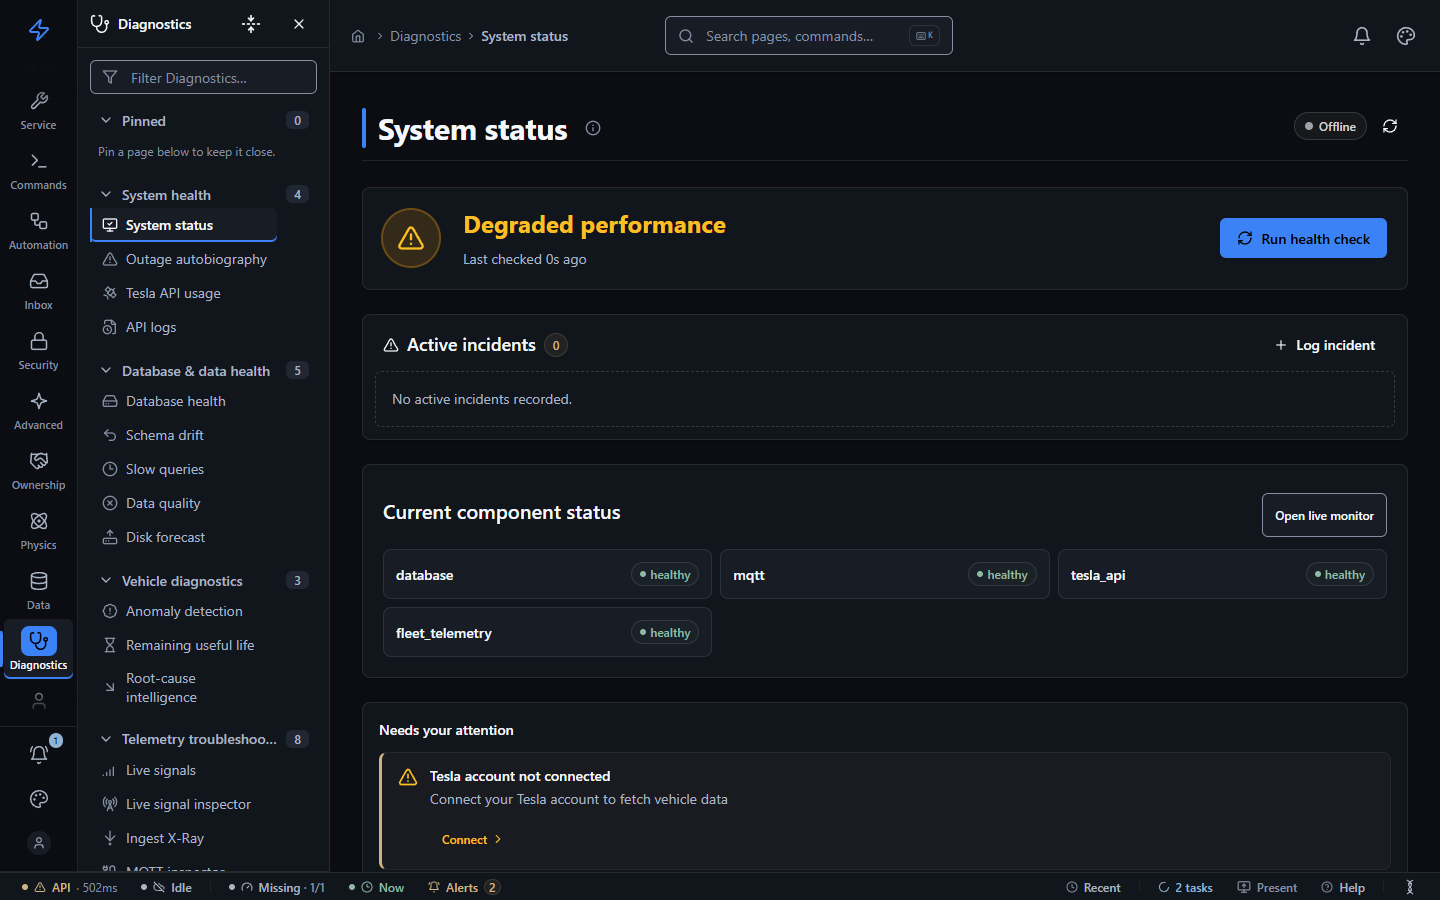 Diagnostics
Diagnostics
System status
Search pages, commands...
K
Service
Commands
Automation
Inbox
Security
Advanced
Ownership
Physics
Data
Diagnostics
1
Filter Diagnostics...
Pinned
0
Pin a page below to keep it close.
System health
4
System status
Outage autobiography
Tesla API usage
API logs
Database & data health
5
Database health
Schema drift
Slow queries
Data quality
Disk forecast
Vehicle diagnostics
3
Anomaly detection
Remaining useful life
Root-cause
intelligence
Telemetry troubleshoo...
8
Live signals
Live signal inspector
Ingest X-Ray
System status
Offline
Degraded performance
Last checked 0s ago
Run health check
Active incidents
0
Log incident
No active incidents recorded.
Current component status
Open live monitor
database
healthy
mqtt
healthy
tesla_api
healthy
fleet_telemetry
healthy
Needs your attention
Tesla account not connected
Connect your Tesla account to fetch vehicle data
Connect
API · 502ms
Idle
Missing · 1/1
Now
Alerts
2
Recent
2 tasks
Present
Help